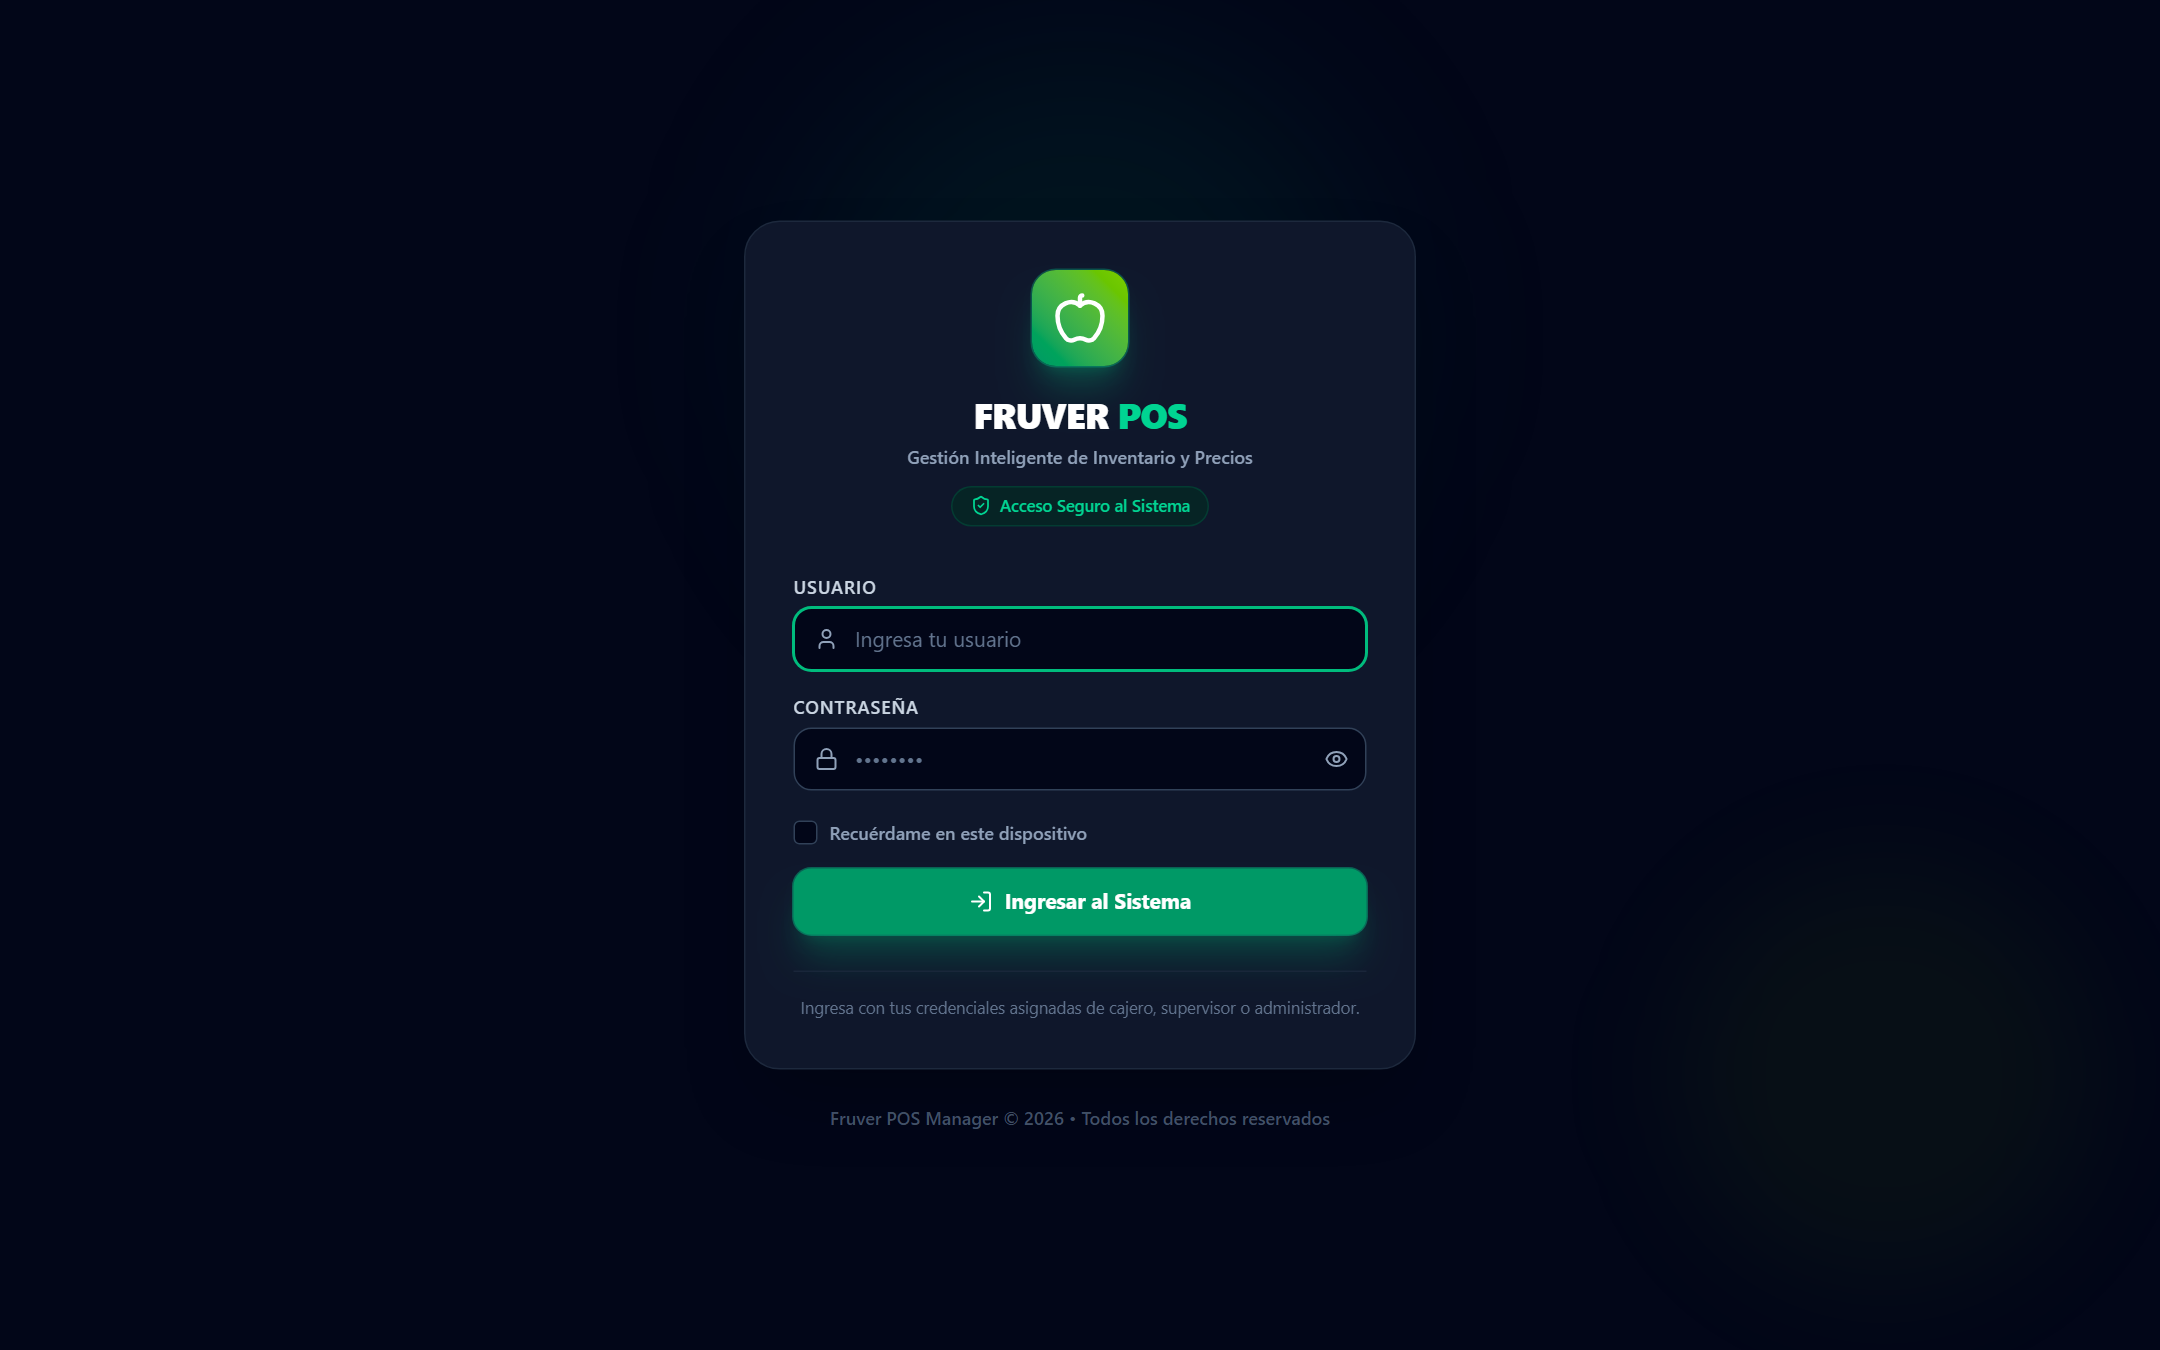 FRUVER POS
Gestión Inteligente de Inventario y Precios
Acceso Seguro al Sistema
USUARIO
Ingresa tu usuario
CONTRASEÑA
••••••••
Recuérdame en este dispositivo
Ingresar al Sistema
Ingresa con tus credenciales asignadas de cajero, supervisor o administrador.
Fruver POS Manager © 2026 • Todos los derechos reservados